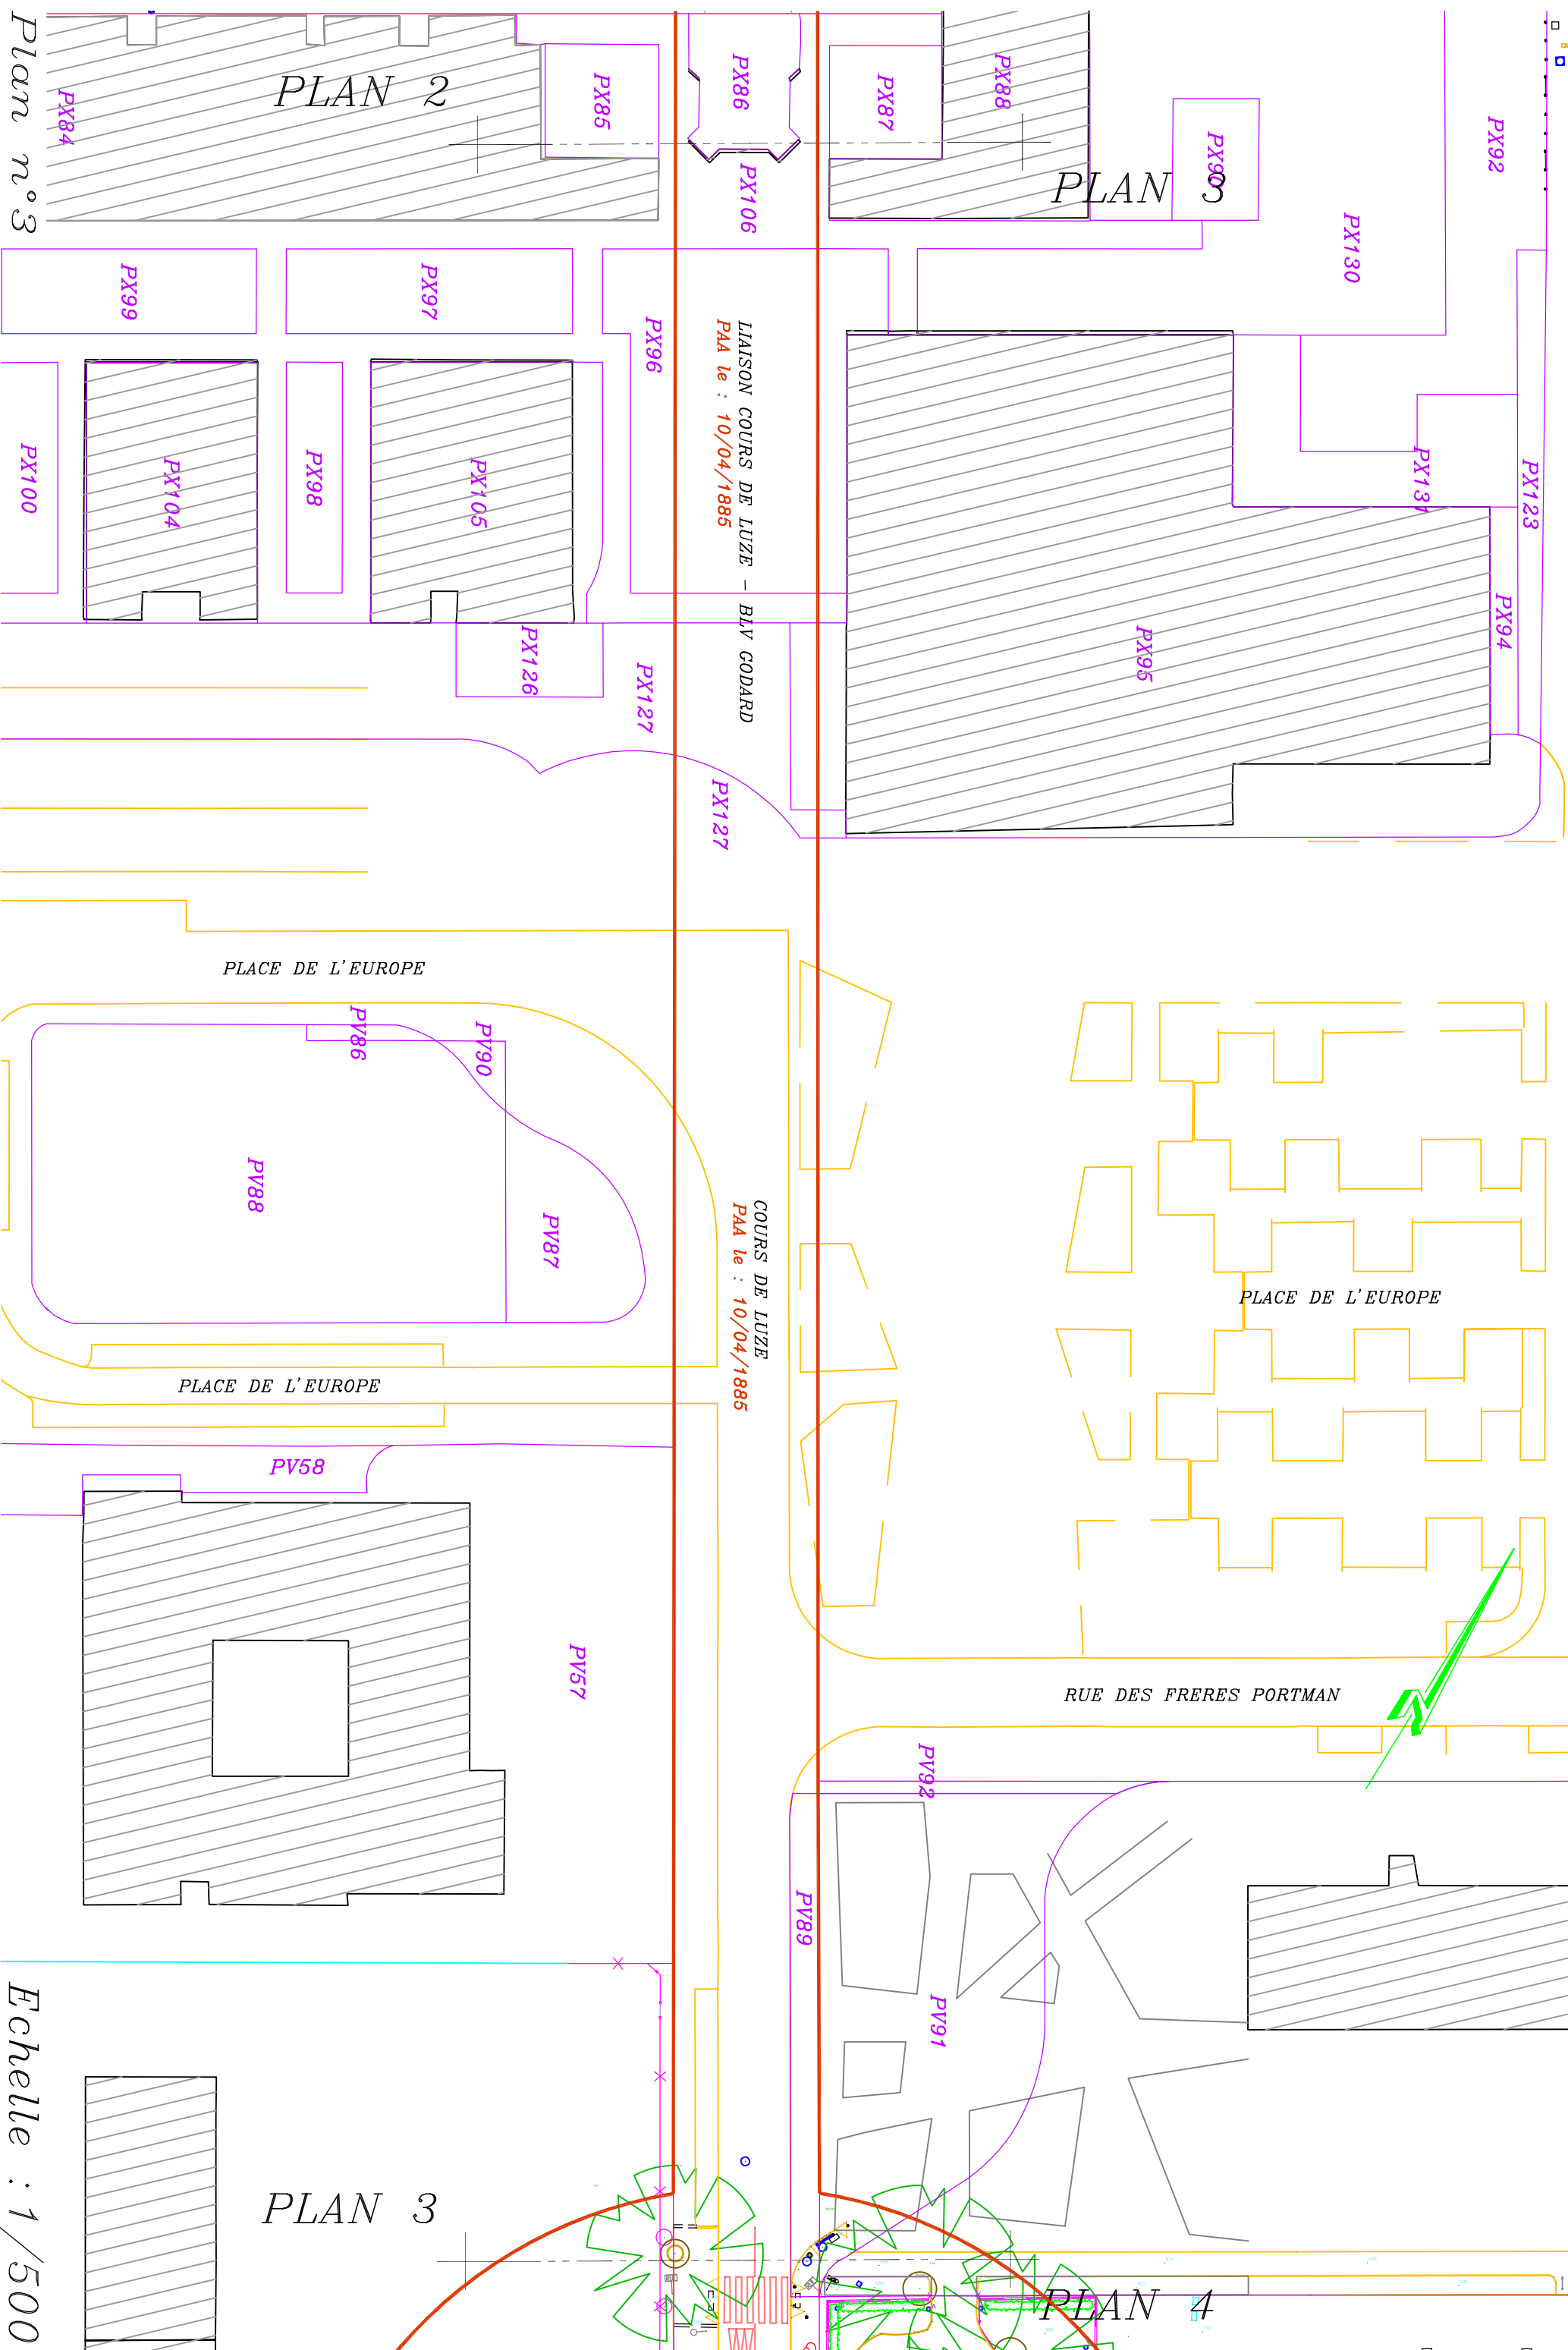 Plan n°3
PLAN 2
PX84
PX85
PX86
PX87
PX88
PX90
PX92
PLAN 3
PX106
PX130
PX99
PX97
PX96
LIAISON COURS DE LUZE - BLV GODARD
PAA le : 10/04/1885
PX100
PX104
PX98
PX105
PX131
PX123
PX94
PX95
PX126
PX127
PX127
PLACE DE L'EUROPE
PV86
PV90
PV88
PV87
COURS DE LUZE
PAA le : 10/04/1885
PLACE DE L'EUROPE
PLACE DE L'EUROPE
PV58
PV57
RUE DES FRERES PORTMAN
N
PV92
PV89
PV91
Echelle : 1/500
PLAN 3
PLAN 4